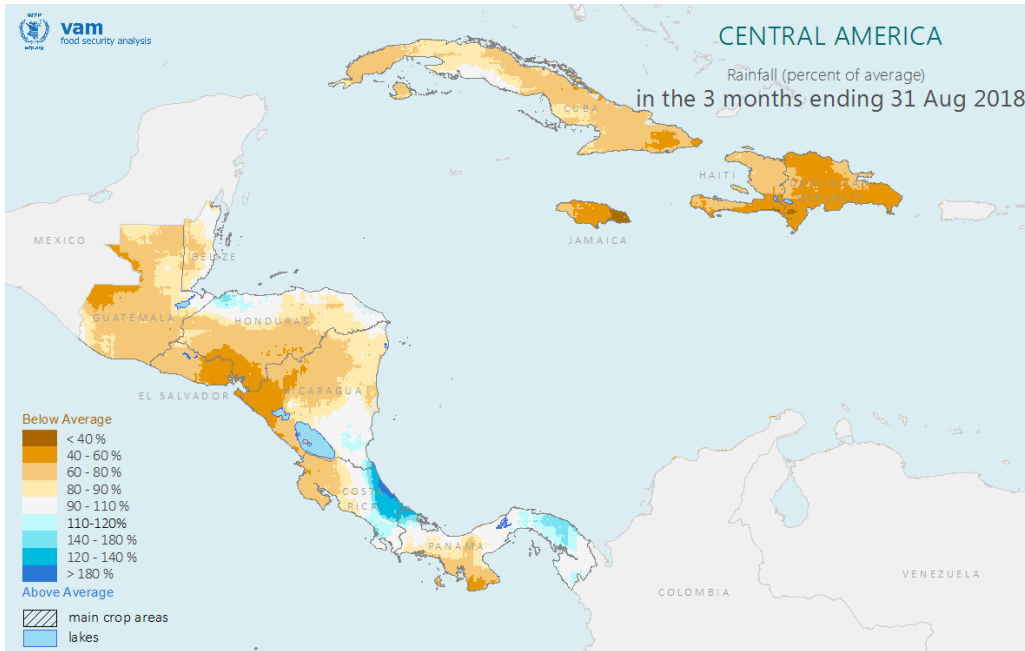 WFP
wfp.org
vam
food security analysis
CENTRAL AMERICA
Rainfall (percent of average)
in the 3 months ending 31 Aug 2018
CUBA
HAITI
JAMAICA
MEXICO
BELIZE
GUATEMALA
HONDURAS
EL SALVADOR
NICARAGUA
COSTA
RICA
PANAMA
COLOMBIA
VENEZUELA
Below Average
< 40 %
40 - 60 %
60 - 80 %
80 - 90 %
90 - 110 %
110-120%
140 - 180 %
120 - 140 %
> 180 %
Above Average
main crop areas
lakes